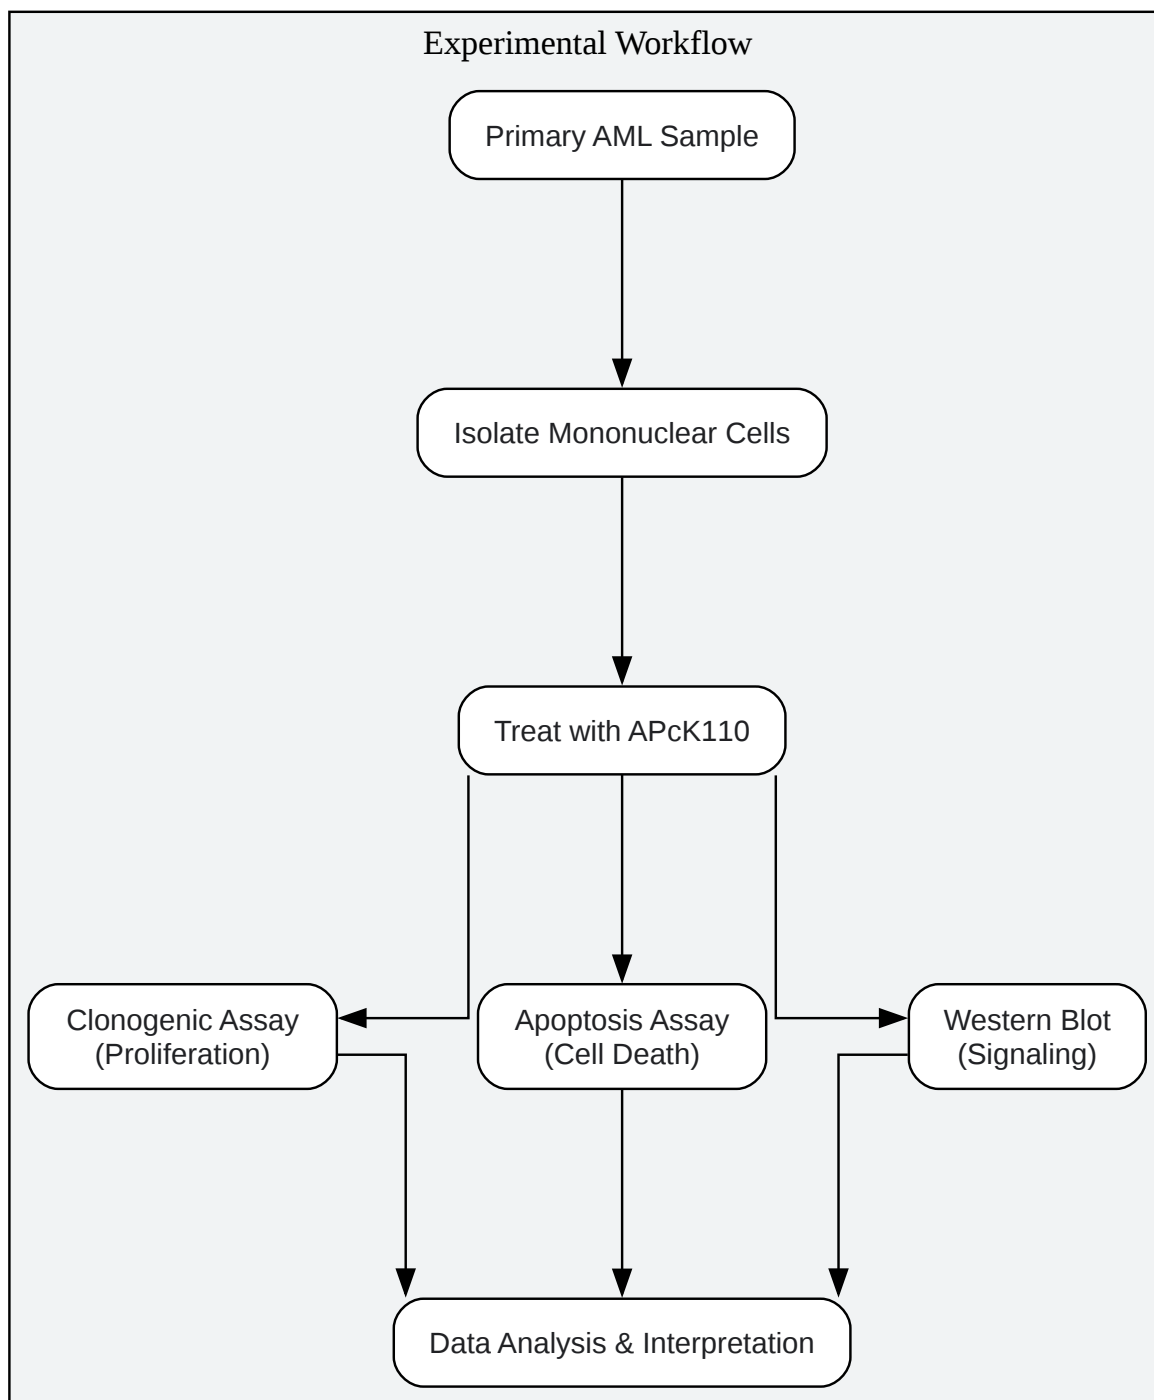 Experimental Workflow
Primary AML Sample
Isolate Mononuclear Cells
Treat with APcK110
Clonogenic Assay
(Proliferation)
Apoptosis Assay
(Cell Death)
Western Blot
(Signaling)
Data Analysis & Interpretation